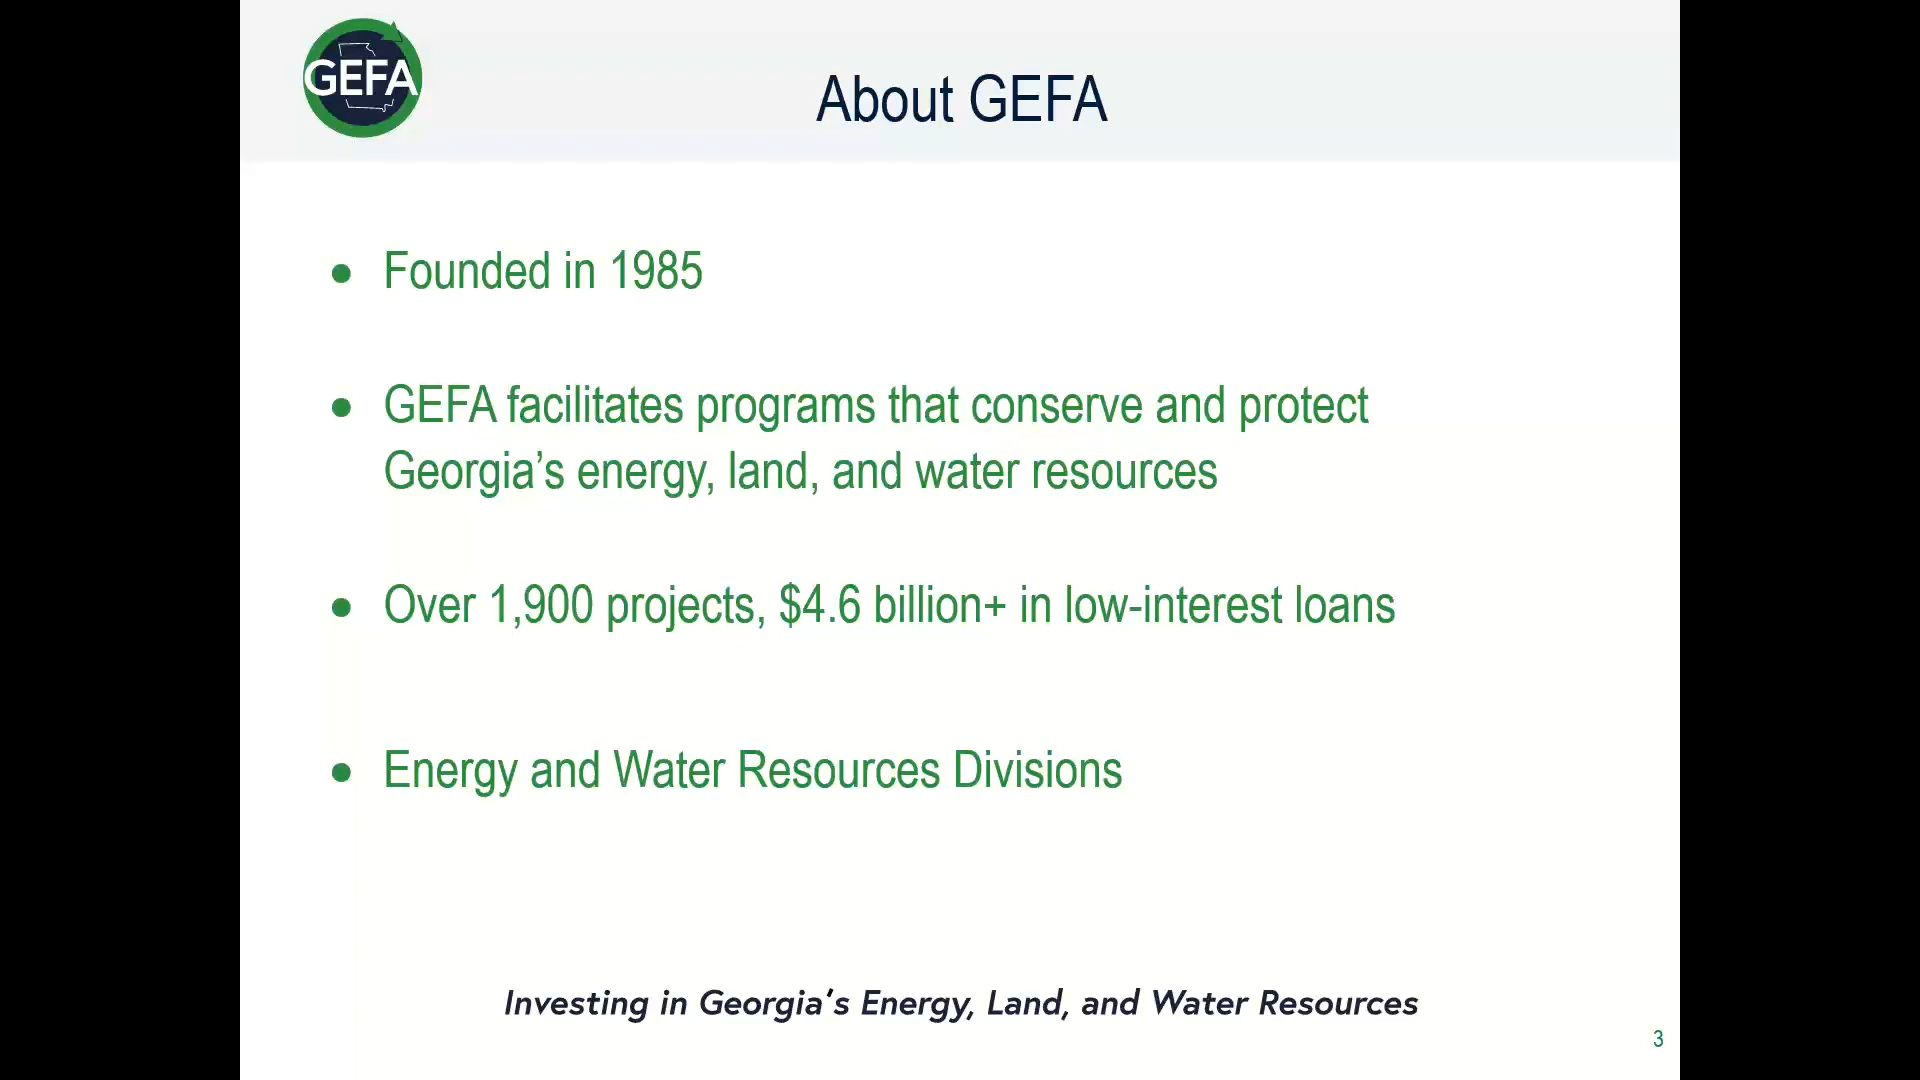 GEFA
About GEFA
● Founded in 1985
● GEFA facilitates programs that conserve and protect
Georgia’s energy, land, and water resources
● Over 1,900 projects, $4.6 billion+ in low-interest loans
● Energy and Water Resources Divisions
Investing in Georgia’s Energy, Land, and Water Resources
3